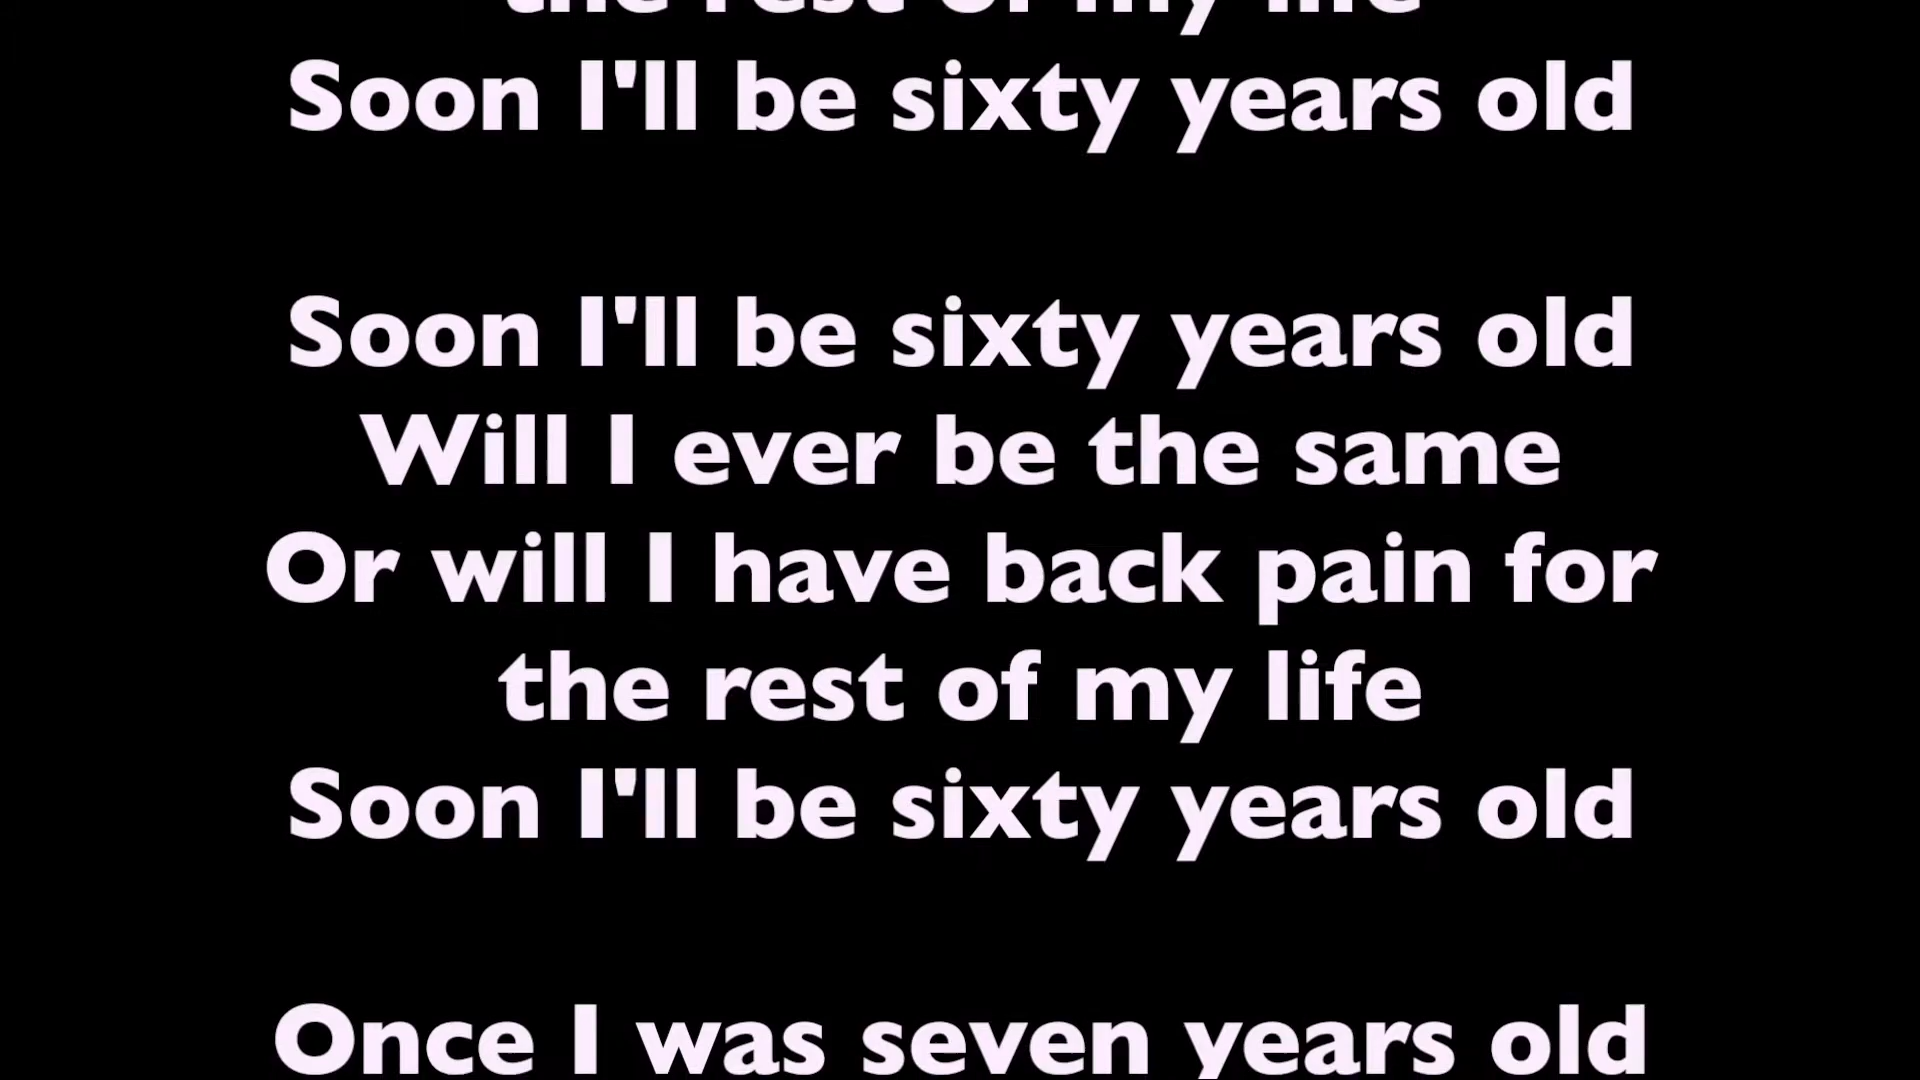 the rest of my life
Soon I'll be sixty years old
Soon I'll be sixty years old
Will I ever be the same
Or will I have back pain for
the rest of my life
Soon I'll be sixty years old
Once I was seven years old